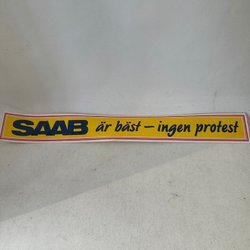 SAAB är bäst – ingen protest